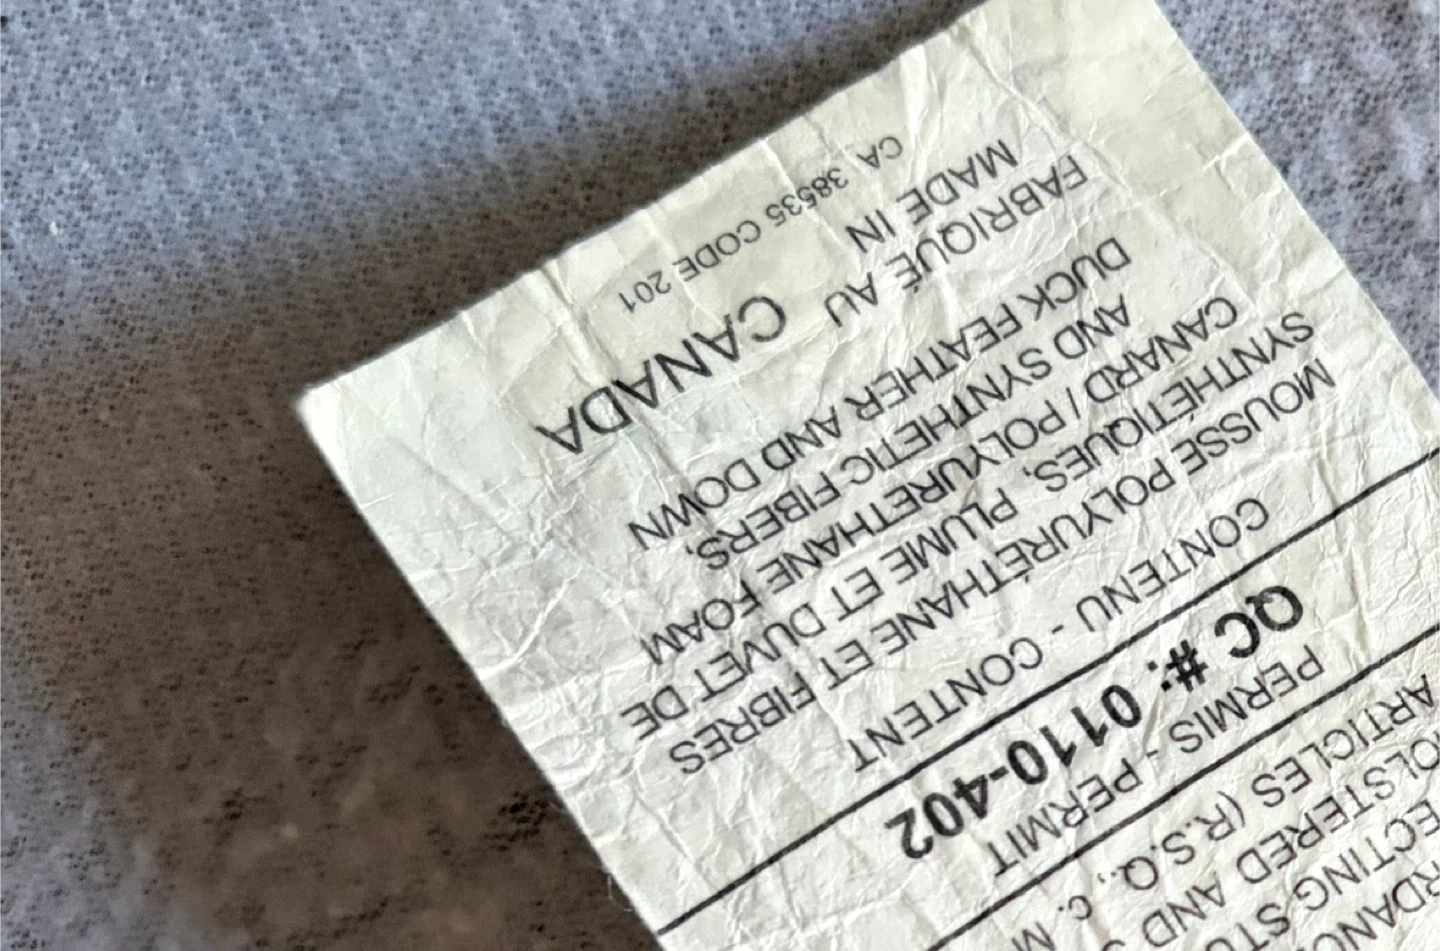 RDANC
ECTING STU
OLSTERED AND S
ARTICLES (R.S.Q., c. M
PERMIS - PERMIT
QC #: 0110-402
CONTENU - CONTENT
MOUSSE POLYURÉTHANE ET FIBRES
SYNTHÉTIQUES, PLUME ET DUVET DE
CANARD / POLYURETHANE FOAM
AND SYNTHETIC FIBERS,
DUCK FEATHER AND DOWN
FABRIQUÉ AU
MADE IN CANADA
CA 38535 CODE 201